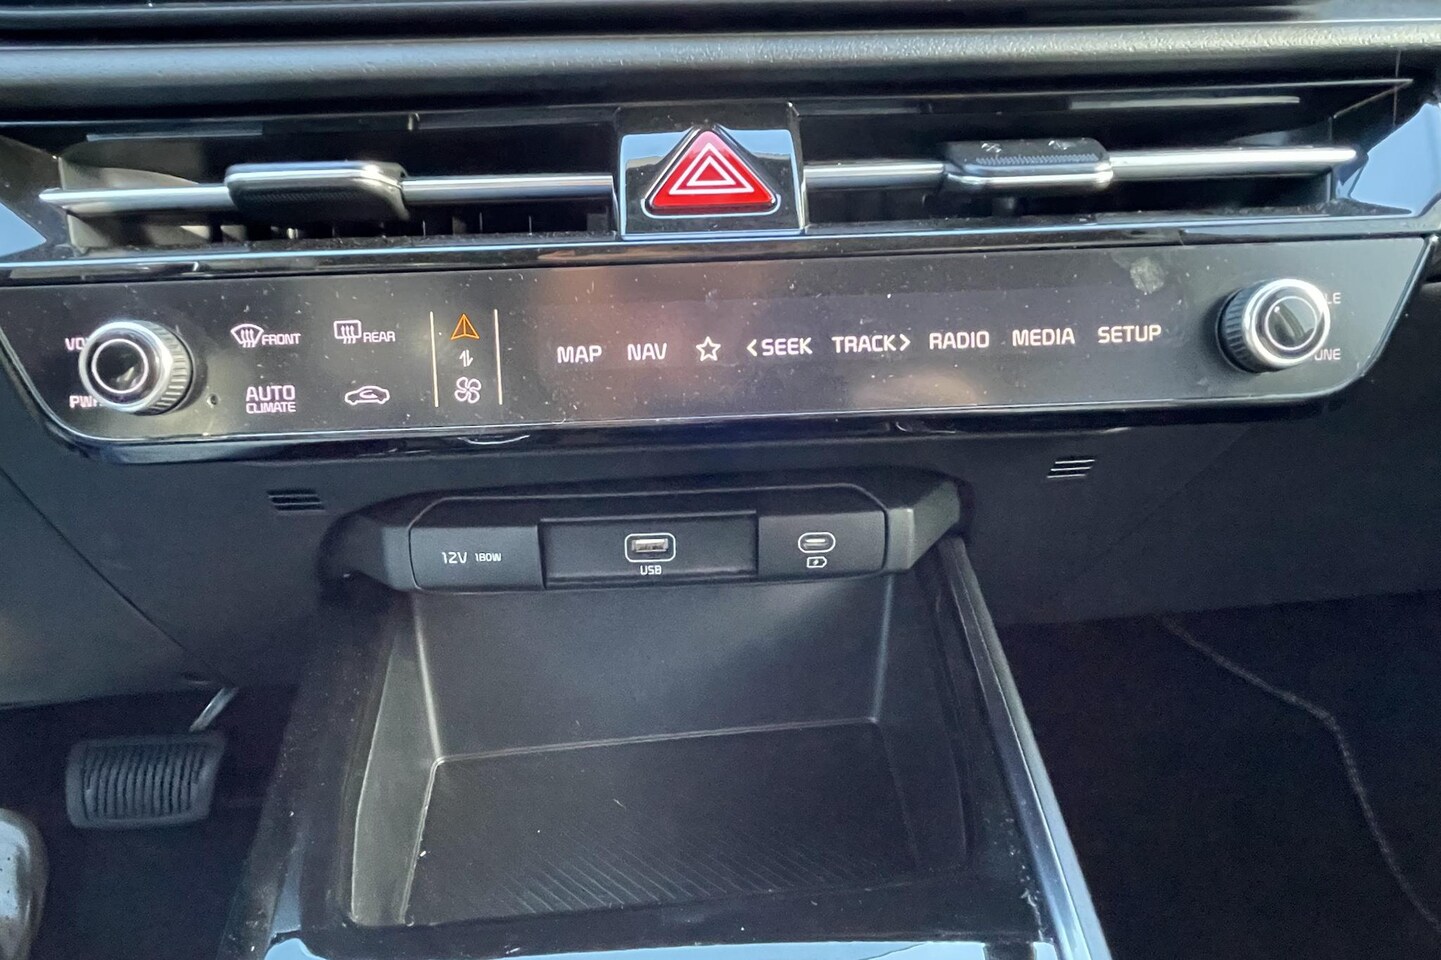 FRONT
REAR
AUTO
CLIMATE
MAP NAV <SEEK TRACK> RADIO MEDIA SETUP
12V 180W
USB